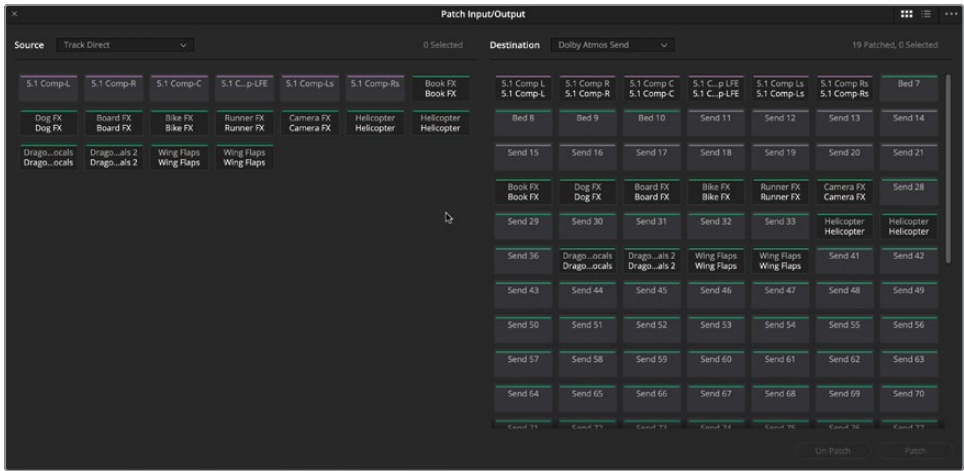 Patch Input/Output
Source Track Direct 0 Selected
Destination Dolby Atmos Send 19 Patched, 0 Selected
5.1 Comp-L 5.1 Comp-R 5.1 Comp-C 5.1 C...p-LFE 5.1 Comp-Ls 5.1 Comp-Rs Book FX
Book FX
Dog FX Board FX Bike FX Runner FX Camera FX Helicopter Helicopter
Dog FX Board FX Bike FX Runner FX Camera FX Helicopter Helicopter
Drago...ocals Drago...als 2 Wing Flaps Wing Flaps
Drago...ocals Drago...als 2 Wing Flaps Wing Flaps
5.1 Comp L 5.1 Comp R 5.1 Comp C 5.1 C...p LFE 5.1 Comp Ls 5.1 Comp Rs Bed 7
5.1 Comp-L 5.1 Comp-R 5.1 Comp-C 5.1 C...p-LFE 5.1 Comp-Ls 5.1 Comp-Rs
Bed 8 Bed 9 Bed 10 Send 11 Send 12 Send 13 Send 14
Send 15 Send 16 Send 17 Send 18 Send 19 Send 20 Send 21
Book FX Dog FX Board FX Bike FX Runner FX Camera FX Send 28
Book FX Dog FX Board FX Bike FX Runner FX Camera FX
Send 29 Send 30 Send 31 Send 32 Send 33 Helicopter Helicopter
Helicopter Helicopter
Send 36 Drago...ocals Drago...als 2 Wing Flaps Wing Flaps Send 41 Send 42
Drago...ocals Drago...als 2 Wing Flaps Wing Flaps
Send 43 Send 44 Send 45 Send 46 Send 47 Send 48 Send 49
Send 50 Send 51 Send 52 Send 53 Send 54 Send 55 Send 56
Send 57 Send 58 Send 59 Send 60 Send 61 Send 62 Send 63
Send 64 Send 65 Send 66 Send 67 Send 68 Send 69 Send 70
Send 71 Send 72 Send 73 Send 74 Send 75 Send 76 Send 77
Un-Patch Patch